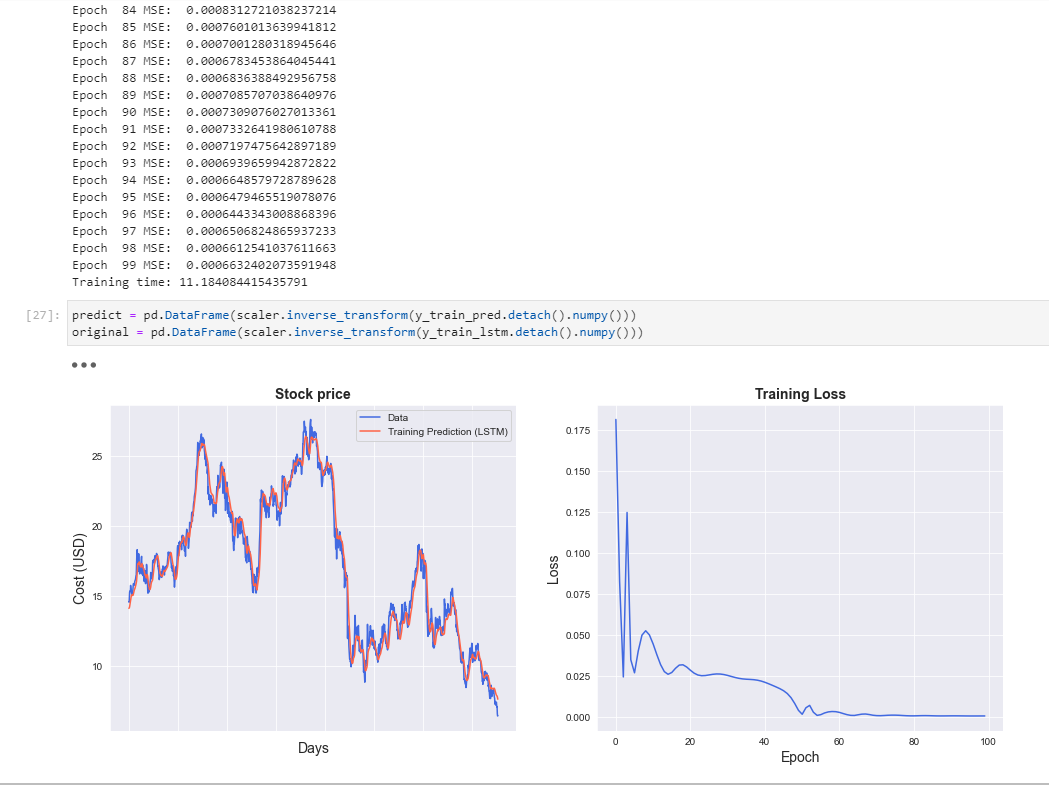 Epoch  84 MSE:  0.0008312721038237214
Epoch  85 MSE:  0.0007601013639941812
Epoch  86 MSE:  0.0007001280318945646
Epoch  87 MSE:  0.0006783453864045441
Epoch  88 MSE:  0.0006836388492956758
Epoch  89 MSE:  0.0007085707038640976
Epoch  90 MSE:  0.0007309076027013361
Epoch  91 MSE:  0.0007332641980610788
Epoch  92 MSE:  0.0007197475642897189
Epoch  93 MSE:  0.0006939659942872822
Epoch  94 MSE:  0.0006648579728789628
Epoch  95 MSE:  0.0006479465519078076
Epoch  96 MSE:  0.0006443343008868396
Epoch  97 MSE:  0.0006506824865937233
Epoch  98 MSE:  0.0006612541037611663
Epoch  99 MSE:  0.0006632402073591948
Training time: 11.184084415435791
[27]:
predict = pd.DataFrame(scaler.inverse_transform(y_train_pred.detach().numpy()))
original = pd.DataFrame(scaler.inverse_transform(y_train_lstm.detach().numpy()))
•••
Stock price
Data
Training Prediction (LSTM)
25
20
15
10
Cost (USD)
Days
Training Loss
0.175
0.150
0.125
0.100
0.075
0.050
0.025
0.000
Loss
0 20 40 60 80 100
Epoch